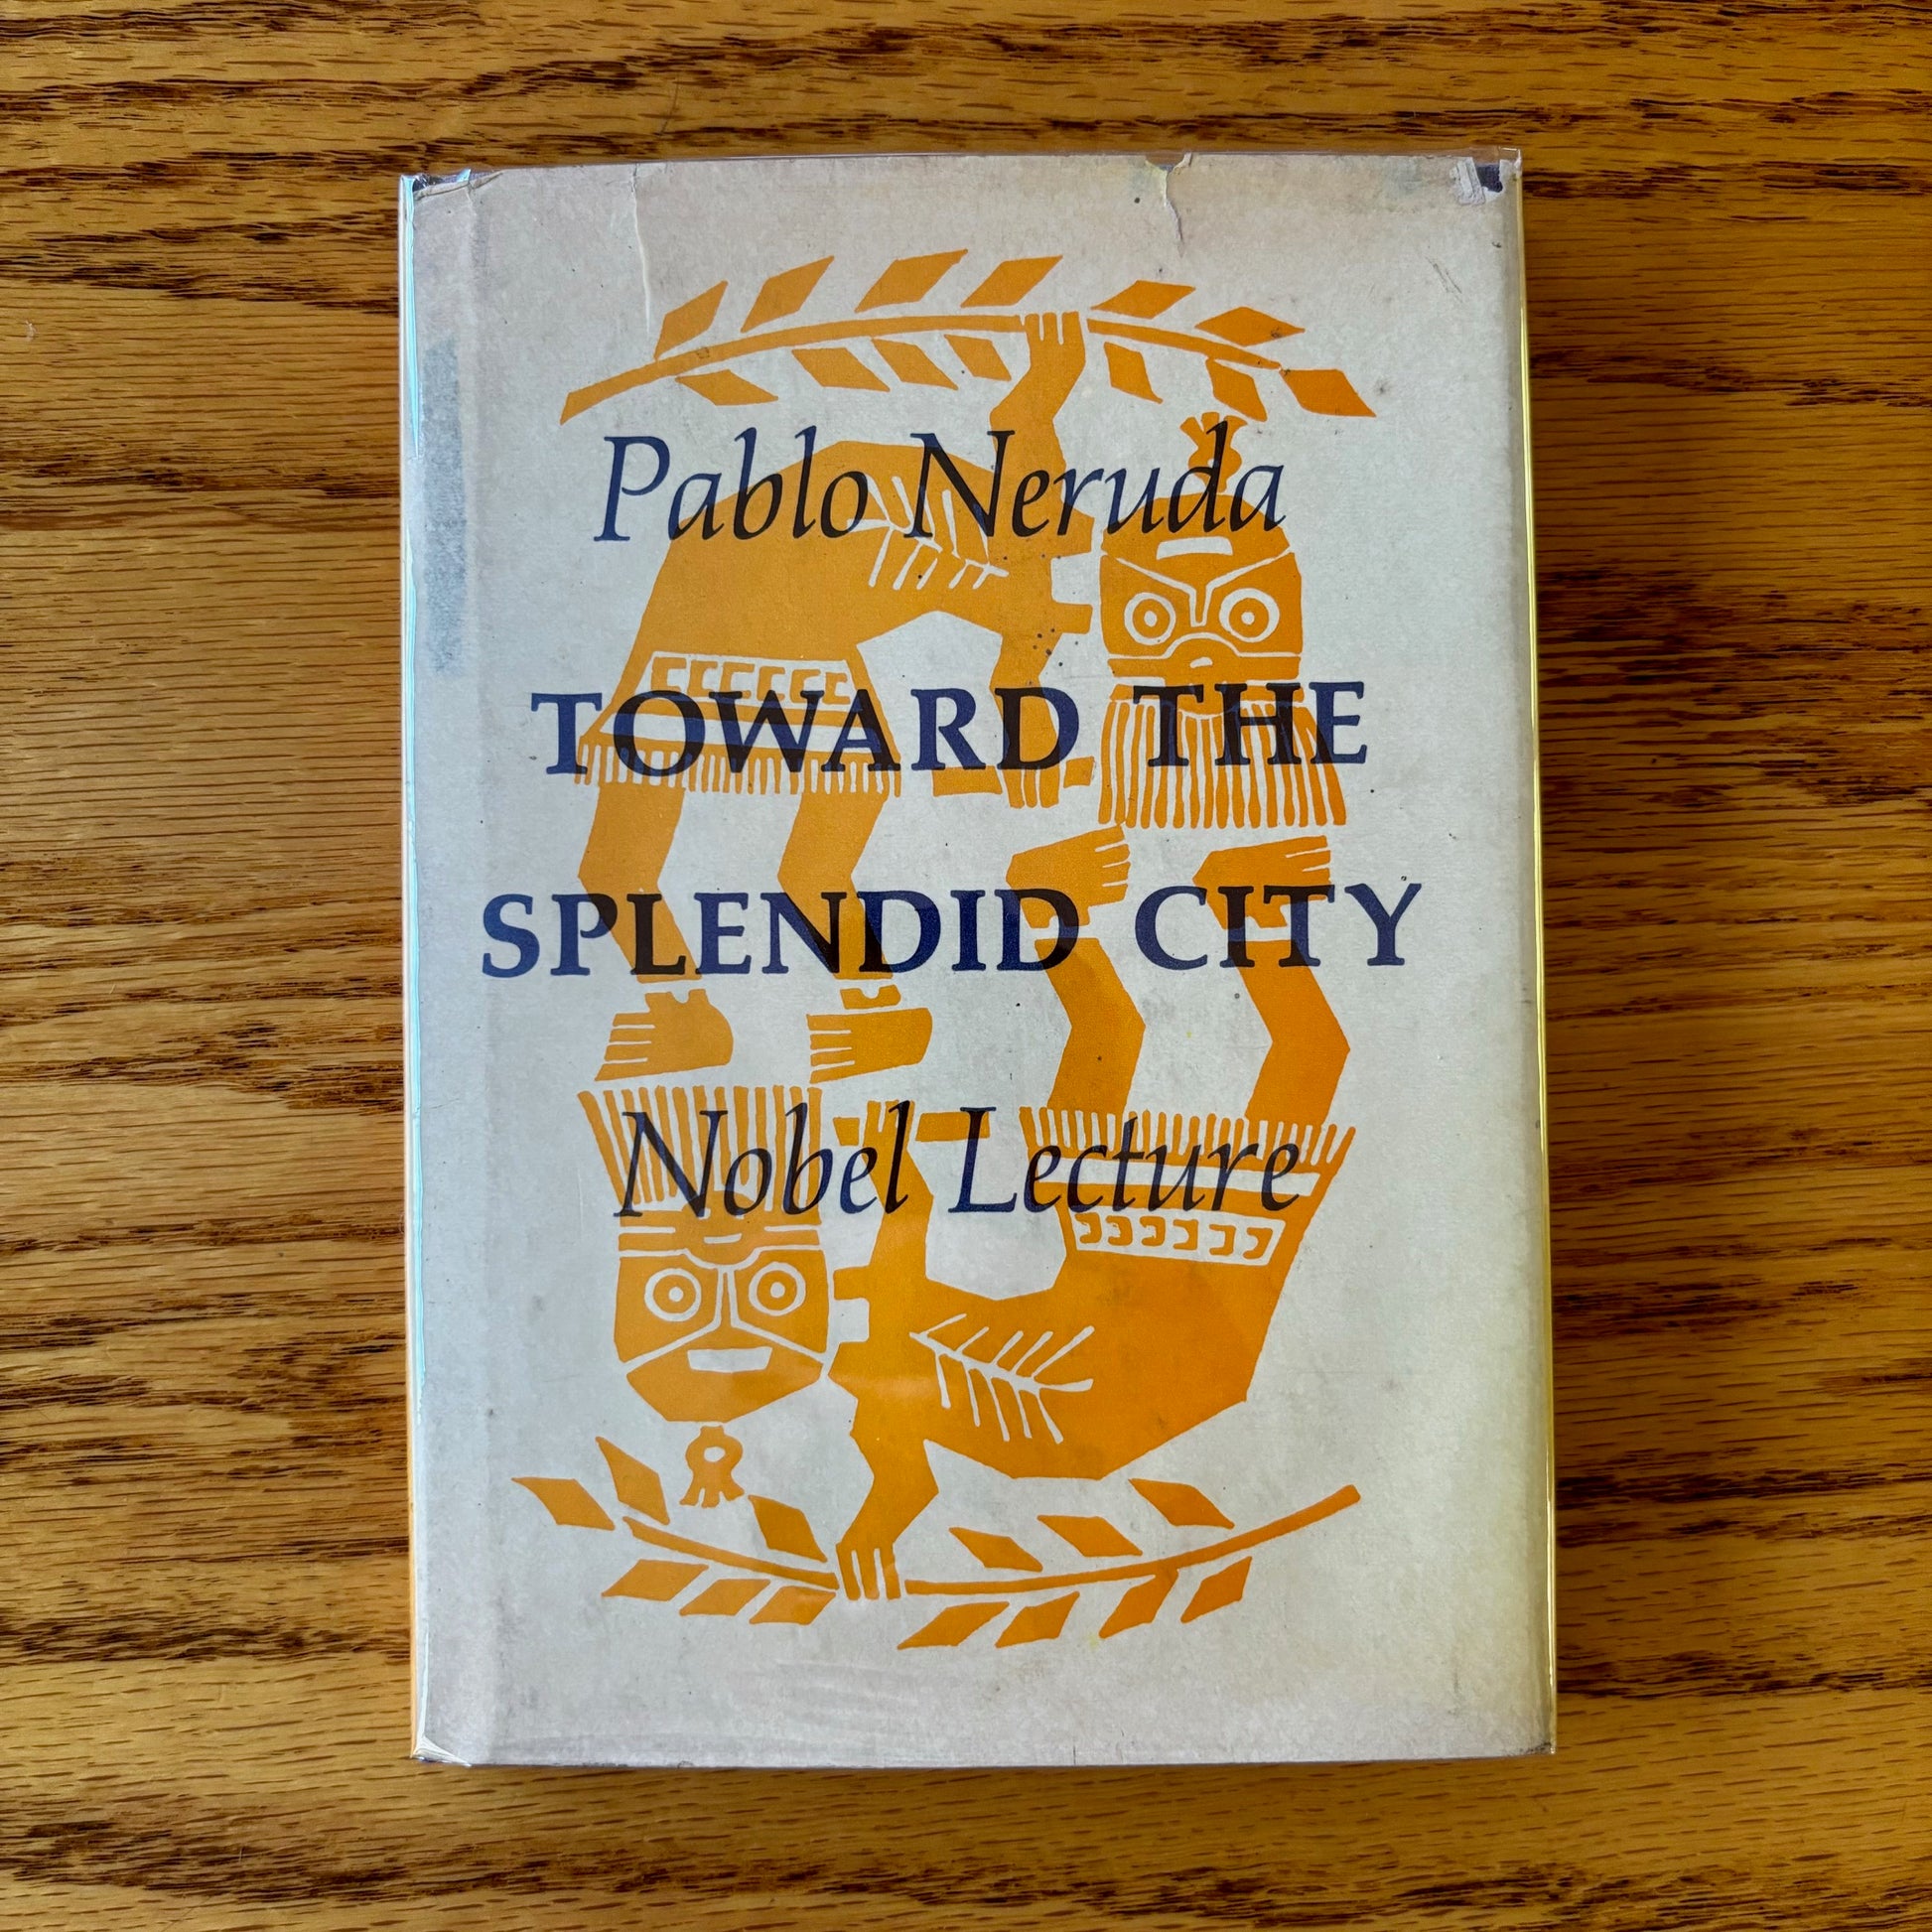 Pablo Neruda
TOWARD THE
SPLENDID CITY
Nobel Lecture